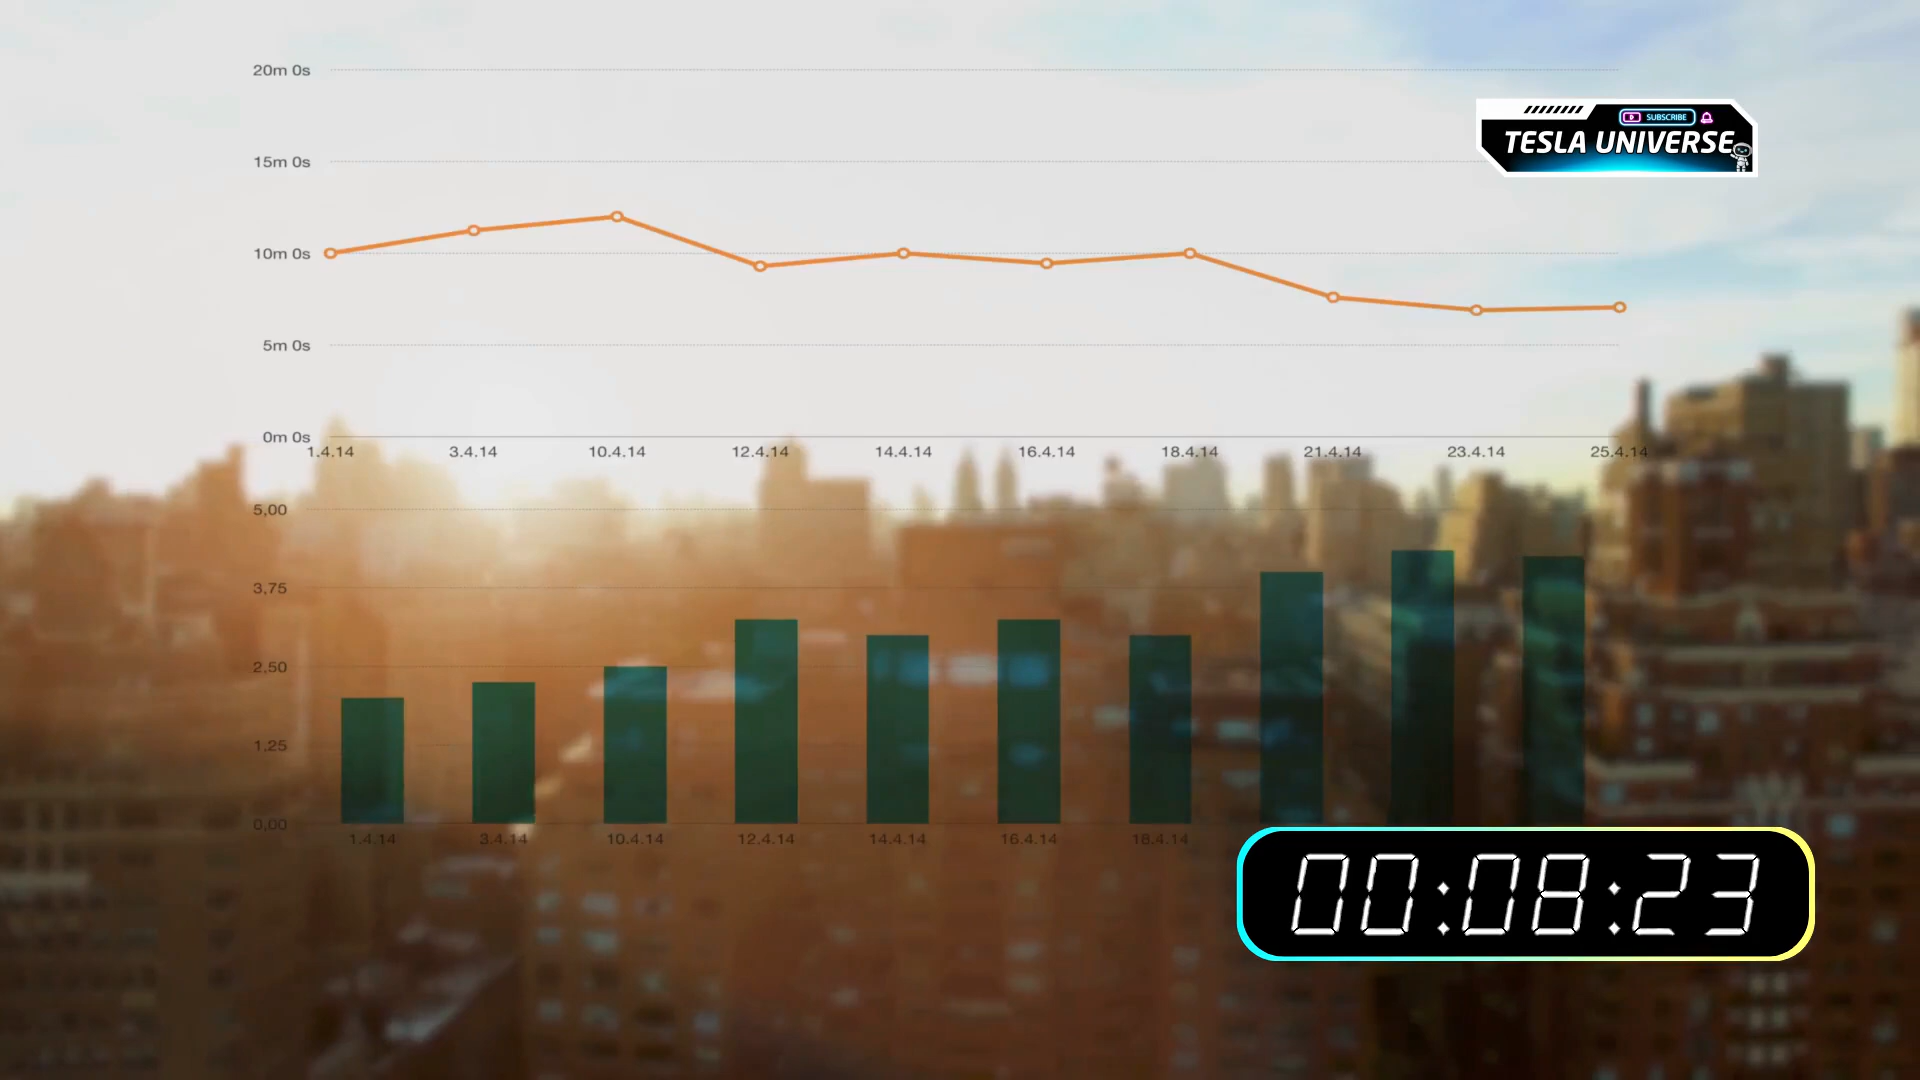 20m 0s
SUBSCRIBE
TESLA UNIVERSE
15m 0s
10m 0s
5m 0s
0m 0s
1.4.14 3.4.14 10.4.14 12.4.14 14.4.14 16.4.14 18.4.14 21.4.14 23.4.14 25.4.14
5,00
3,75
2,50
1,25
0,00
1.4.14 3.4.14 10.4.14 12.4.14 14.4.14 16.4.14 18.4.14
00:08:23